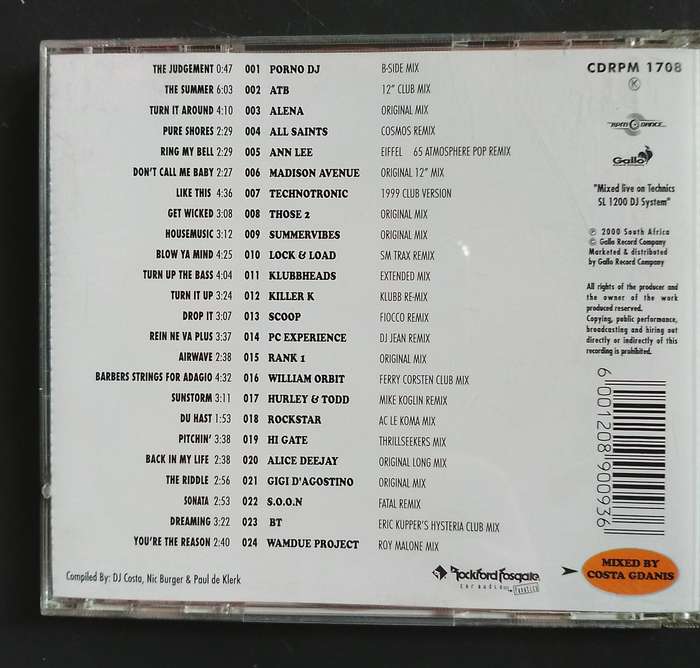 THE JUDGEMENT 0:47 001 PORNO DJ B-SIDE MIX
THE SUMMER 6:03 002 ATB 12" CLUB MIX
TURN IT AROUND 4:10 003 ALENA ORIGINAL MIX
PURE SHORES 2:29 004 ALL SAINTS COSMOS REMIX
RING MY BELL 2:29 005 ANN LEE EIFFEL 65 ATMOSPHERE POP REMIX
DON'T CALL ME BABY 2:27 006 MADISON AVENUE ORIGINAL 12" MIX
LIKE THIS 4:36 007 TECHNOTRONIC 1999 CLUB VERSION
GET WICKED 3:08 008 THOSE 2 ORIGINAL MIX
HOUSEMUSIC 3:12 009 SUMMERVIBES ORIGINAL MIX
BLOW YA MIND 4:25 010 LOCK & LOAD SM TRAX REMIX
TURN UP THE BASS 4:04 011 KLUBBHEADS EXTENDED MIX
TURN IT UP 3:24 012 KILLER K KLUBB RE-MIX
DROP IT 3:07 013 SCOOP FIOCCO REMIX
REIN NE VA PLUS 3:37 014 PC EXPERIENCE DJ JEAN REMIX
AIRWAVE 2:38 015 RANK 1 ORIGINAL MIX
BARBERS STRINGS FOR ADAGIO 4:32 016 WILLIAM ORBIT FERRY CORSTEN CLUB MIX
SUNSTORM 3:11 017 HURLEY & TODD MIKE KOGLIN REMIX
DU HAST 1:53 018 ROCKSTAR AC LE KOMA MIX
PITCHIN' 3:38 019 HI GATE THRILLSEEKERS MIX
BACK IN MY LIFE 2:38 020 ALICE DEEJAY ORIGINAL LONG MIX
THE RIDDLE 2:56 021 GIGI D'AGOSTINO ORIGINAL MIX
SONATA 2:53 022 S.O.O.N FATAL REMIX
DREAMING 3:22 023 BT ERIC KUPPER'S HYSTERIA CLUB MIX
YOU'RE THE REASON 2:40 024 WAMDUE PROJECT ROY MALONE MIX
Compiled By: DJ Costa, Nic Burger & Paul de Klerk
Rockford Fosgate
car audio FANATICS
CDRPM 1708
K
RPM DANCE
Gallo
"Mixed live on Technics
SL 1200 DJ System"
℗ 2000 South Africa
© Gallo Record Company
Marketed & distributed
by Gallo Record Company
All rights of the producer and
the owner of the work
produced reserved.
Copying, public performance,
broadcasting and hiring out
directly or indirectly of this
recording is prohibited.
6 001208 900936
MIXED BY
COSTA GDANIS